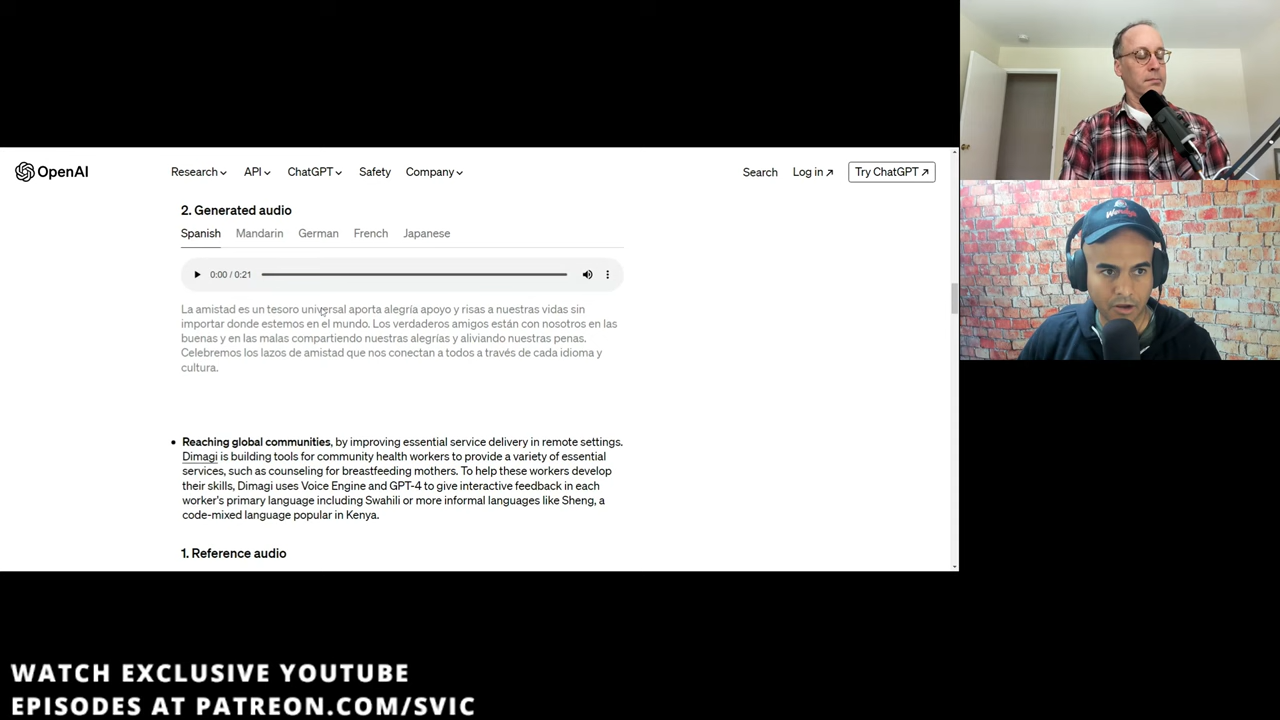 OpenAI
Research API ChatGPT Safety Company
Search Log in ↗ Try ChatGPT ↗
2. Generated audio
Spanish Mandarin German French Japanese
0:00 / 0:21
La amistad es un tesoro universal aporta alegría apoyo y risas a nuestras vidas sin
importar donde estemos en el mundo. Los verdaderos amigos están con nosotros en las
buenas y en las malas compartiendo nuestras alegrías y aliviando nuestras penas.
Celebremos los lazos de amistad que nos conectan a todos a través de cada idioma y
cultura.
• Reaching global communities, by improving essential service delivery in remote settings.
Dimagi is building tools for community health workers to provide a variety of essential
services, such as counseling for breastfeeding mothers. To help these workers develop
their skills, Dimagi uses Voice Engine and GPT-4 to give interactive feedback in each
worker's primary language including Swahili or more informal languages like Sheng, a
code-mixed language popular in Kenya.
1. Reference audio
WATCH EXCLUSIVE YOUTUBE
EPISODES AT PATREON.COM/SVIC